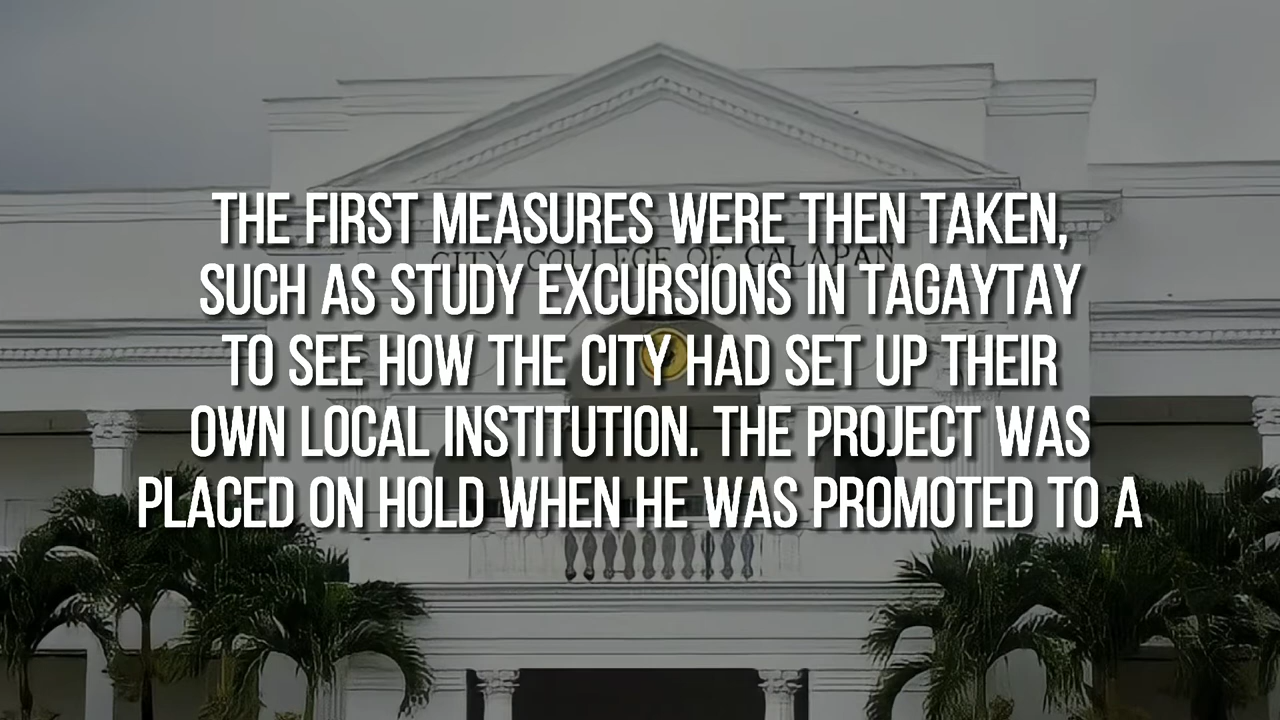 THE FIRST MEASURES WERE THEN TAKEN,
CITY COLLEGE OF CALAPAN
SUCH AS STUDY EXCURSIONS IN TAGAYTAY
TO SEE HOW THE CITY HAD SET UP THEIR
OWN LOCAL INSTITUTION. THE PROJECT WAS
PLACED ON HOLD WHEN HE WAS PROMOTED TO A